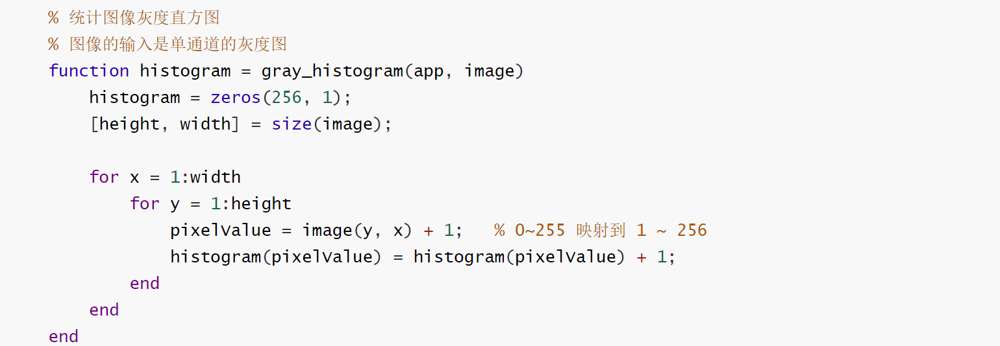 % 统计图像灰度直方图
% 图像的输入是单通道的灰度图
function histogram = gray_histogram(app, image)
    histogram = zeros(256, 1);
    [height, width] = size(image);

    for x = 1:width
        for y = 1:height
            pixelValue = image(y, x) + 1;   % 0~255 映射到 1 ~ 256
            histogram(pixelValue) = histogram(pixelValue) + 1;
        end
    end
end